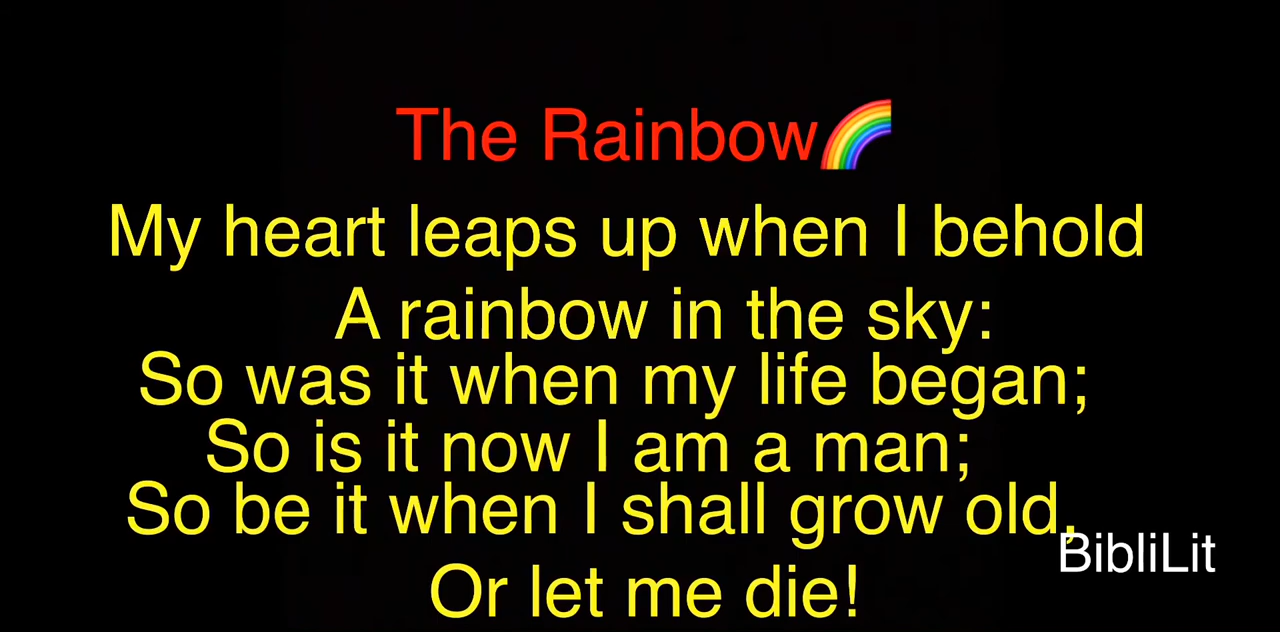 The Rainbow🌈
My heart leaps up when I behold
A rainbow in the sky:
So was it when my life began;
So is it now I am a man;
So be it when I shall grow old,
BibliLit
Or let me die!